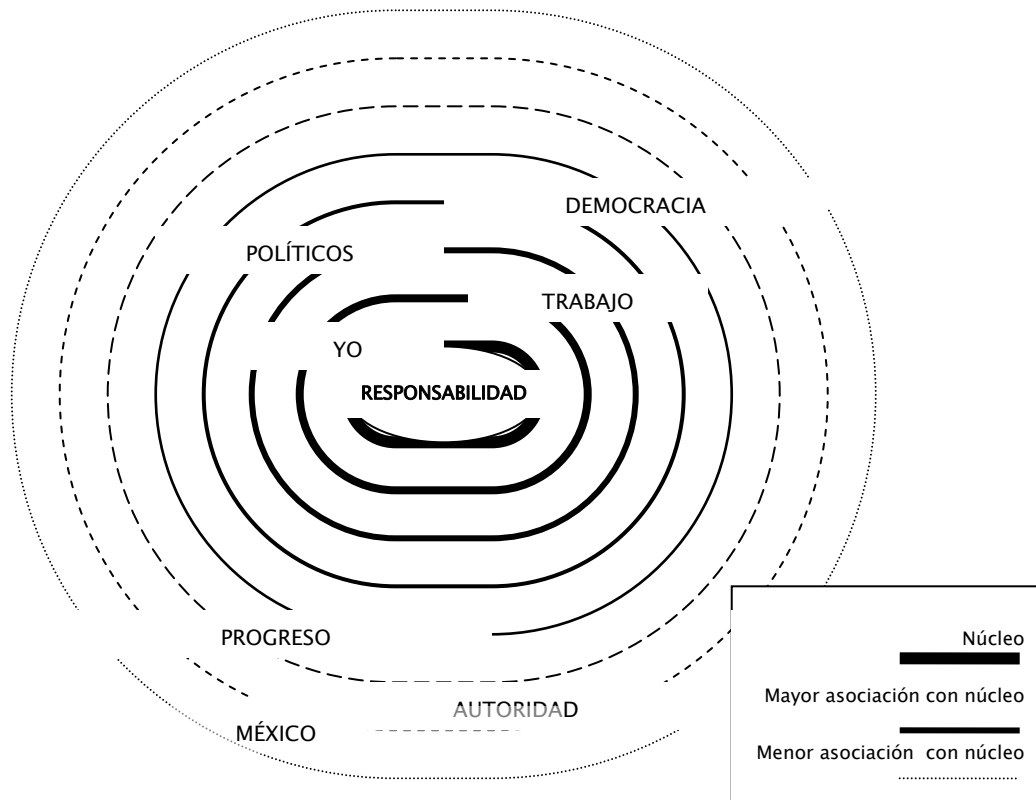 DEMOCRACIA
POLÍTICOS
TRABAJO
YO
RESPONSABILIDAD
PROGRESO
AUTORIDAD
MÉXICO
Núcleo
Mayor asociación con núcleo
Menor asociación con núcleo